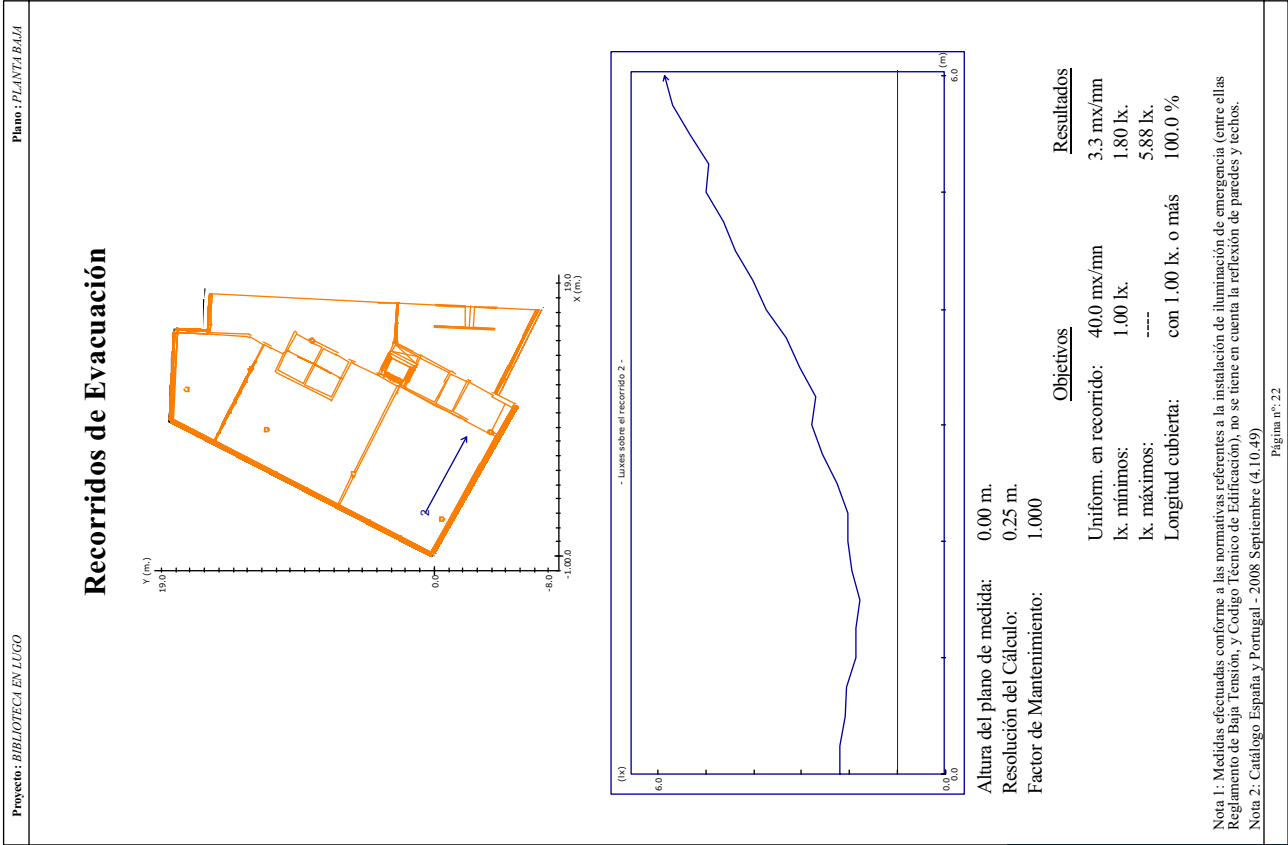 Proyecto : BIBLIOTECA EN LUGO
Plano : PLANTA BAJA
Recorridos de Evacuación
Y (m.)
19.0
0.0
-8.0
-1.00.0
19.0
X (m.)
2
- Luxes sobre el recorrido 2 -
(lx)
6.0
0.0
0.0
6.0
(m)
Altura del plano de medida: 0.00 m.
Resolución del Cálculo: 0.25 m.
Factor de Mantenimiento: 1.000
Objetivos Resultados
Uniform. en recorrido: 40.0 mx/mn 3.3 mx/mn
lx. mínimos: 1.00 lx. 1.80 lx.
lx. máximos: ---- 5.88 lx.
Longitud cubierta: con 1.00 lx. o más 100.0 %
Nota 1: Medidas efectuadas conforme a las normativas referentes a la instalación de iluminación de emergencia (entre ellas
Reglamento de Baja Tensión, y Codigo Técnico de Edificación), no se tiene en cuenta la reflexión de paredes y techos.
Nota 2: Catálogo España y Portugal - 2008 Septiembre (4.10.49)
Página nº: 22